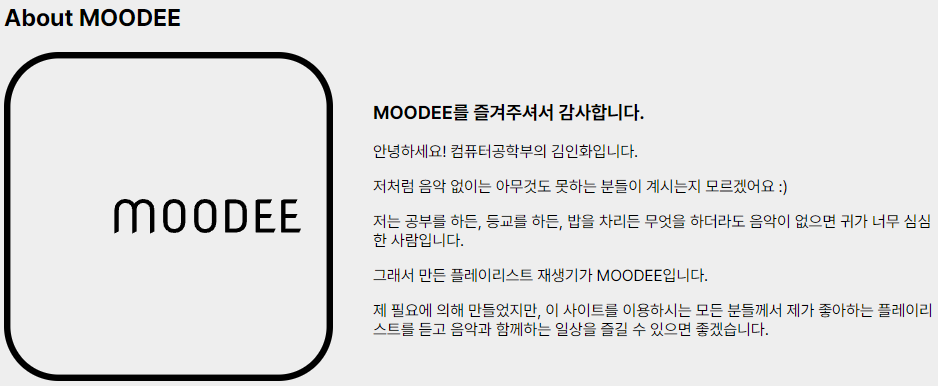 About MOODEE
MOODEE
MOODEE를 즐겨주셔서 감사합니다.
안녕하세요! 컴퓨터공학부의 김인화입니다.
저처럼 음악 없이는 아무것도 못하는 분들이 계시는지 모르겠어요 :)
저는 공부를 하든, 등교를 하든, 밥을 차리든 무엇을 하더라도 음악이 없으면 귀가 너무 심심
한 사람입니다.
그래서 만든 플레이리스트 재생기가 MOODEE입니다.
제 필요에 의해 만들었지만, 이 사이트를 이용하시는 모든 분들께서 제가 좋아하는 플레이리
스트를 듣고 음악과 함께하는 일상을 즐길 수 있으면 좋겠습니다.